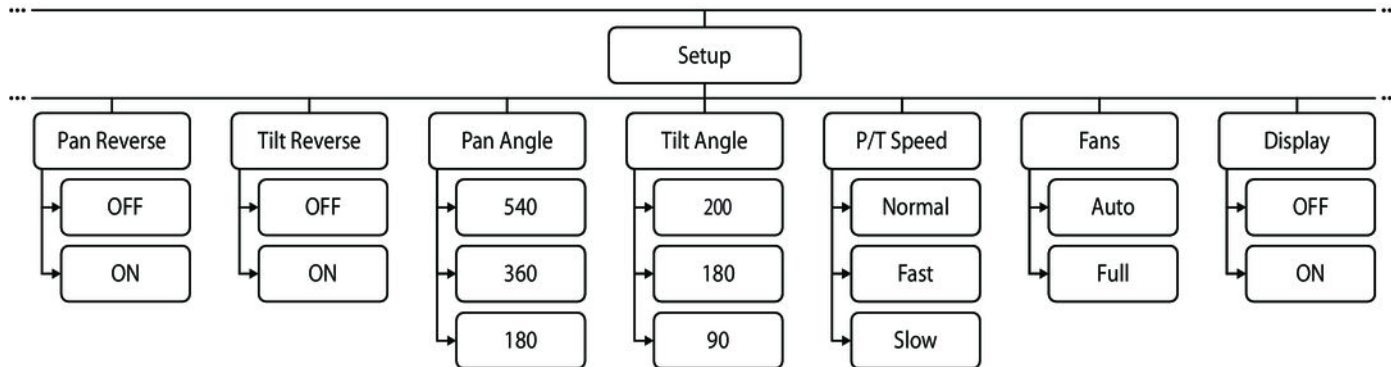 ...
...
Setup
...
...
Pan Reverse
Tilt Reverse
Pan Angle
Tilt Angle
P/T Speed
Fans
Display
OFF
OFF
540
200
Normal
Auto
OFF
ON
ON
360
180
Fast
Full
ON
180
90
Slow